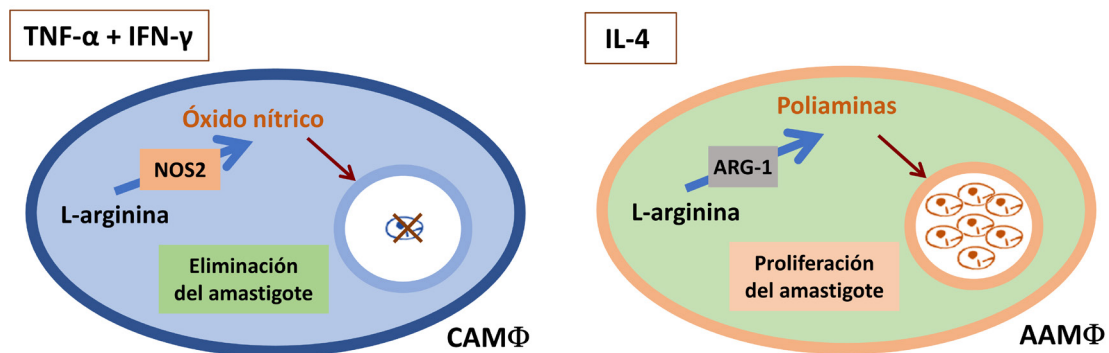 TNF-α + IFN-γ
Óxido nítrico
NOS2
L-arginina
Eliminación
del amastigote
CAMΦ
IL-4
Poliaminas
ARG-1
L-arginina
Proliferación
del amastigote
AAMΦ